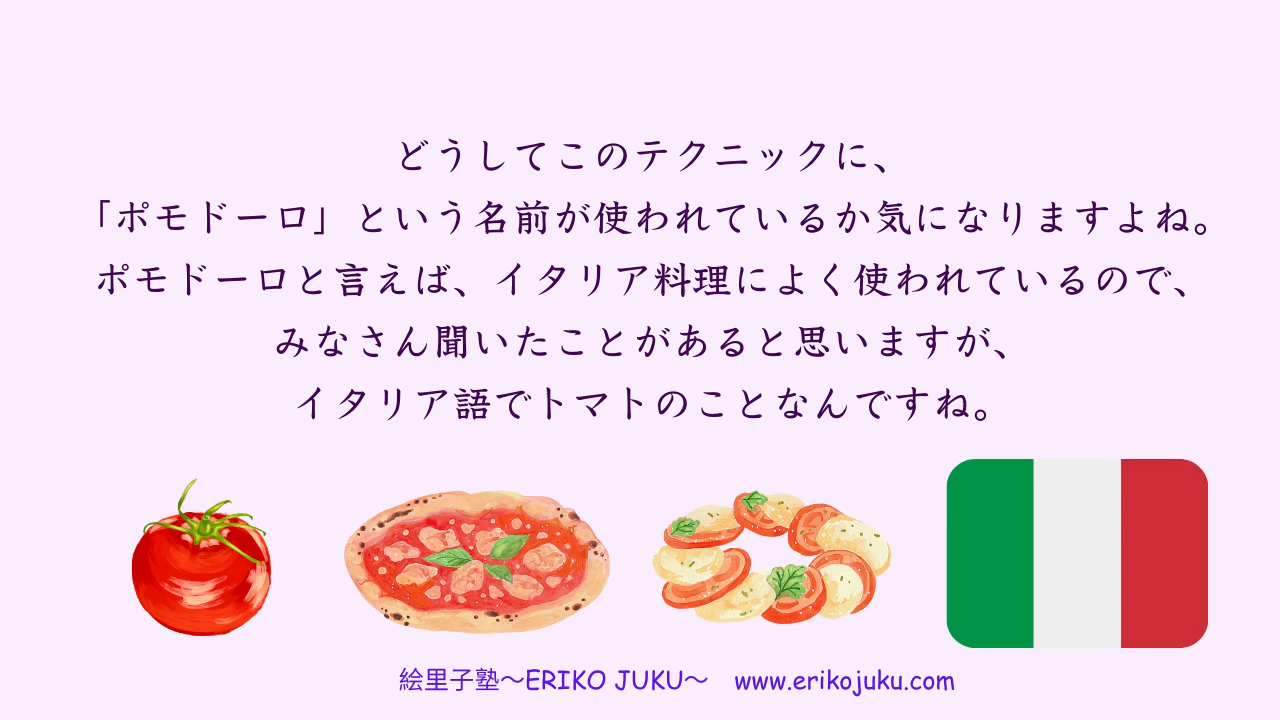 どうしてこのテクニックに、
「ポモドーロ」という名前が使われているか気になりますよね。
ポモドーロと言えば、イタリア料理によく使われているので、
みなさん聞いたことがあると思いますが、
イタリア語でトマトのことなんですね。
絵里子塾〜ERIKO JUKU〜　www.erikojuku.com